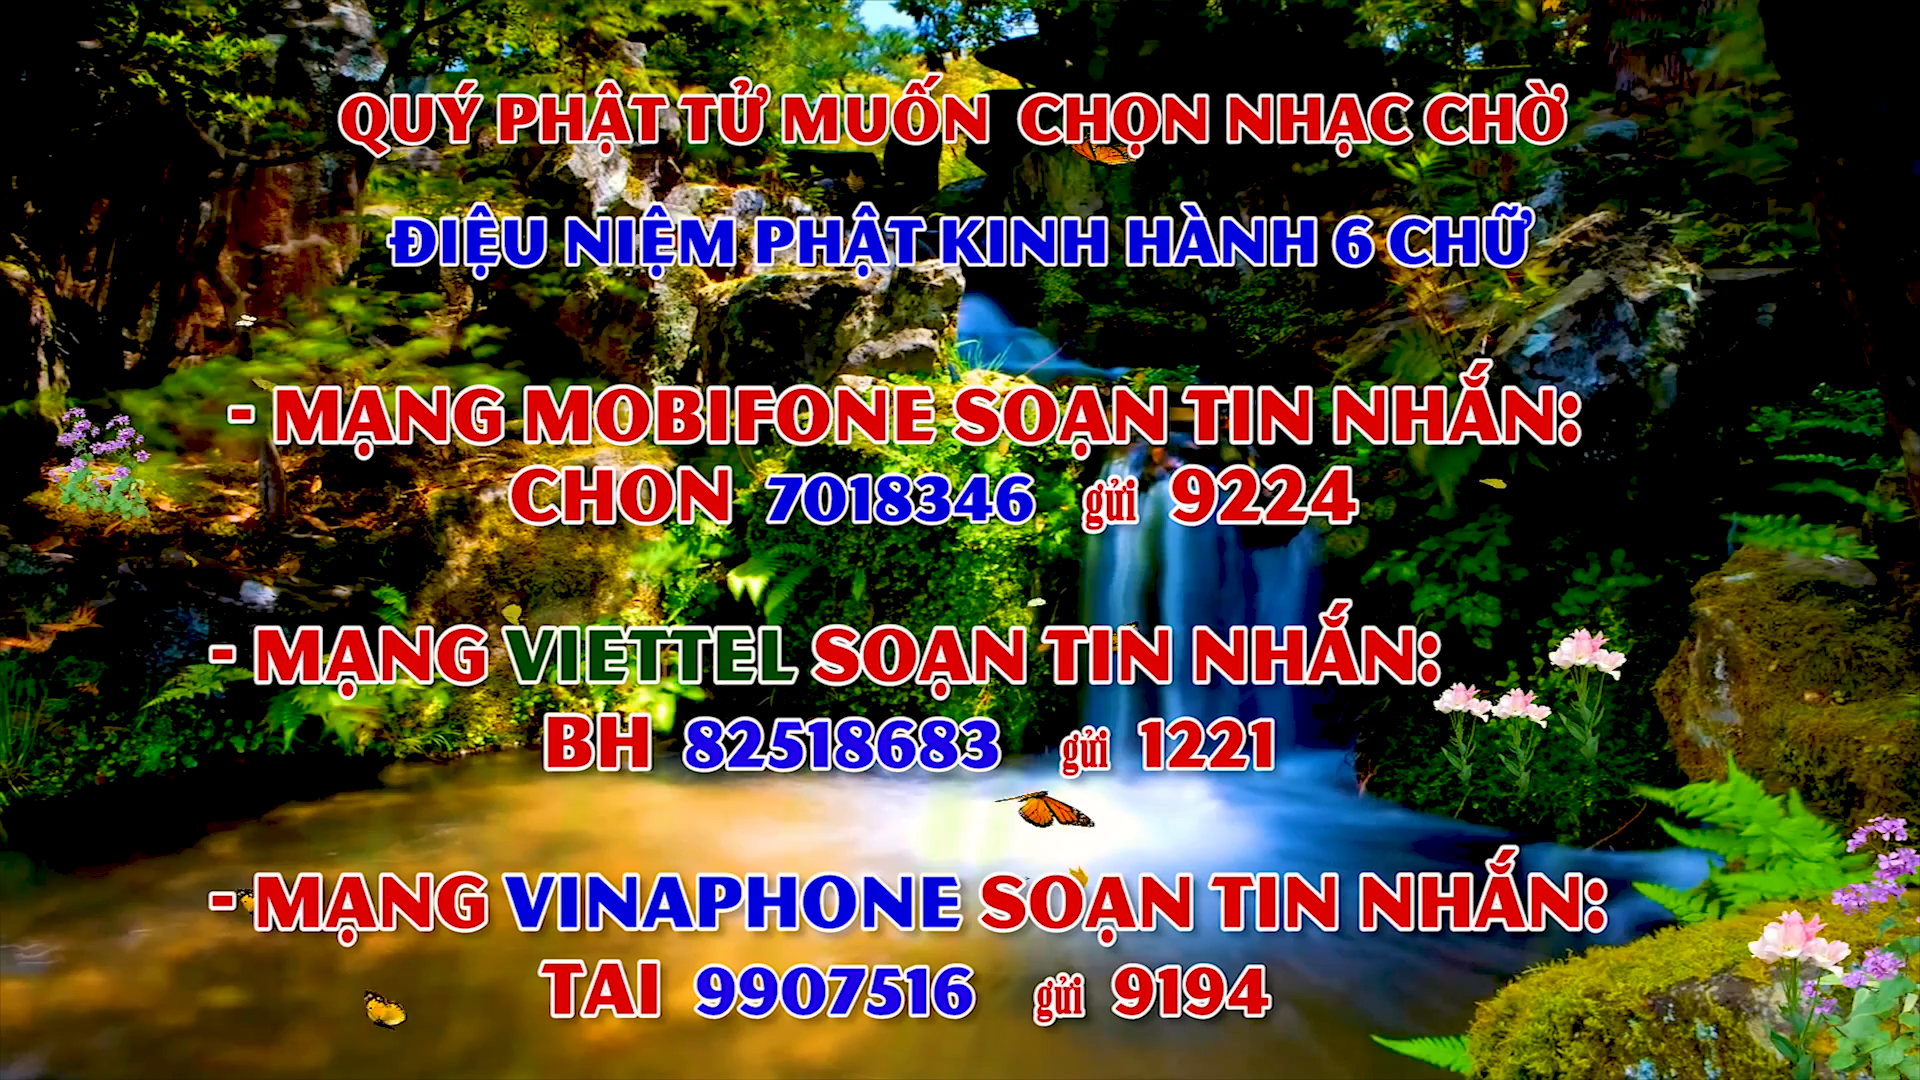 QUÝ PHẬT TỬ MUỐN CHỌN NHẠC CHỜ
ĐIỆU NIỆM PHẬT KINH HÀNH 6 CHỮ
- MẠNG MOBIFONE SOẠN TIN NHẮN:
CHON 7018346 gửi 9224
- MẠNG VIETTEL SOẠN TIN NHẮN:
BH 82518683 gửi 1221
- MẠNG VINAPHONE SOẠN TIN NHẮN:
TAI 9907516 gửi 9194